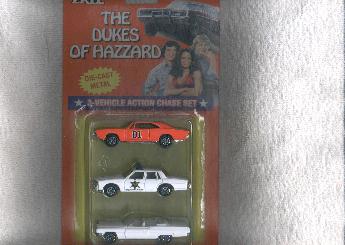 THE
DUKES
OF HAZZARD
DIE-CAST
METAL
3-VEHICLE ACTION CHASE SET
01